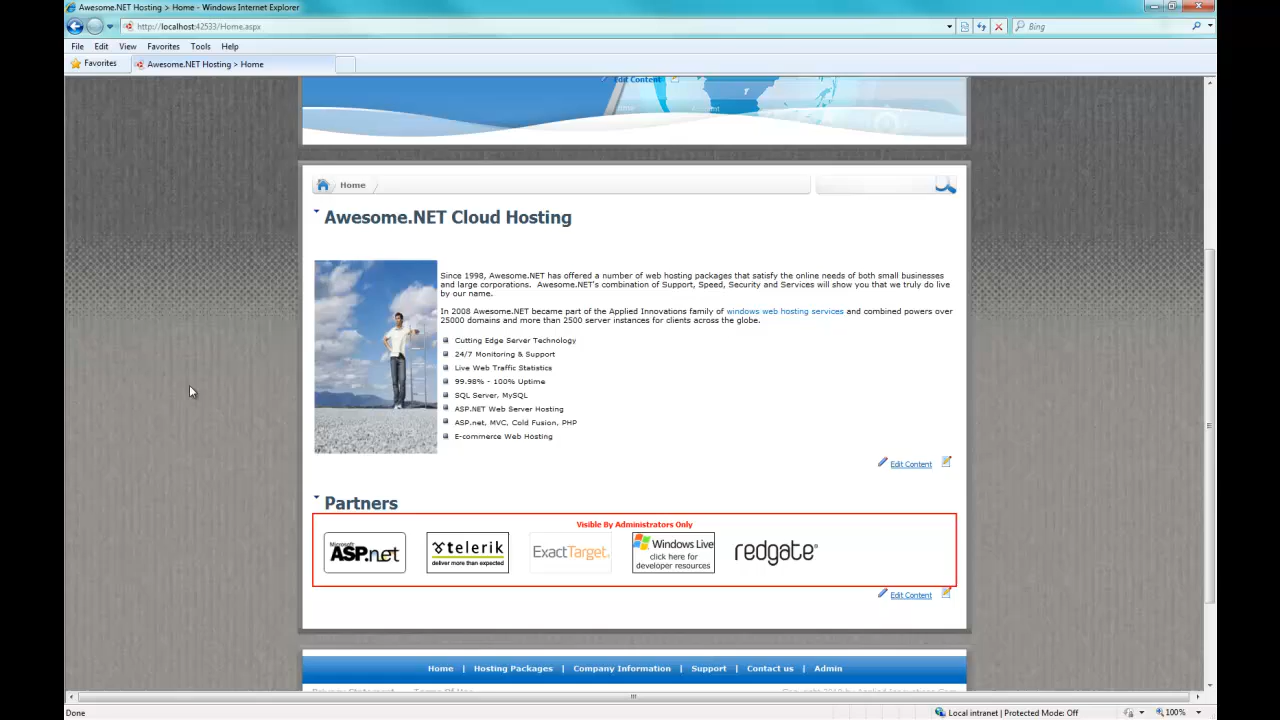 Awesome.NET Hosting > Home - Windows Internet Explorer
http://localhost:42533/Home.aspx
Bing
File Edit View Favorites Tools Help
Favorites
Awesome.NET Hosting > Home
Edit Content
Home
Awesome.NET Cloud Hosting
Since 1998, Awesome.NET has offered a number of web hosting packages that satisfy the online needs of both small businesses
and large corporations. Awesome.NET's combination of Support, Speed, Security and Services will show you that we truly do live
by our name.
In 2008 Awesome.NET became part of the Applied Innovations family of windows web hosting services and combined powers over
25000 domains and more than 2500 server instances for clients across the globe.
Cutting Edge Server Technology
24/7 Monitoring & Support
Live Web Traffic Statistics
99.98% - 100% Uptime
SQL Server, MySQL
ASP.NET Web Server Hosting
ASP.net, MVC, Cold Fusion, PHP
E-commerce Web Hosting
Edit Content
Partners
Visible By Administrators Only
Microsoft
ASP.net
telerik
deliver more than expected
ExactTarget.
Windows Live
click here for
developer resources
redgate
Edit Content
Home | Hosting Packages | Company Information | Support | Contact us | Admin
Privacy Statement Terms Of Use
Done
Local intranet | Protected Mode: Off
100%